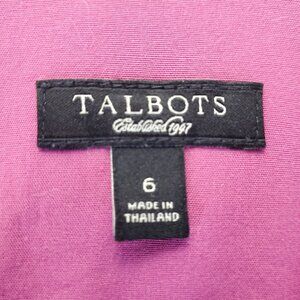 TALBOTS
Established 1947
6
MADE IN
THAILAND